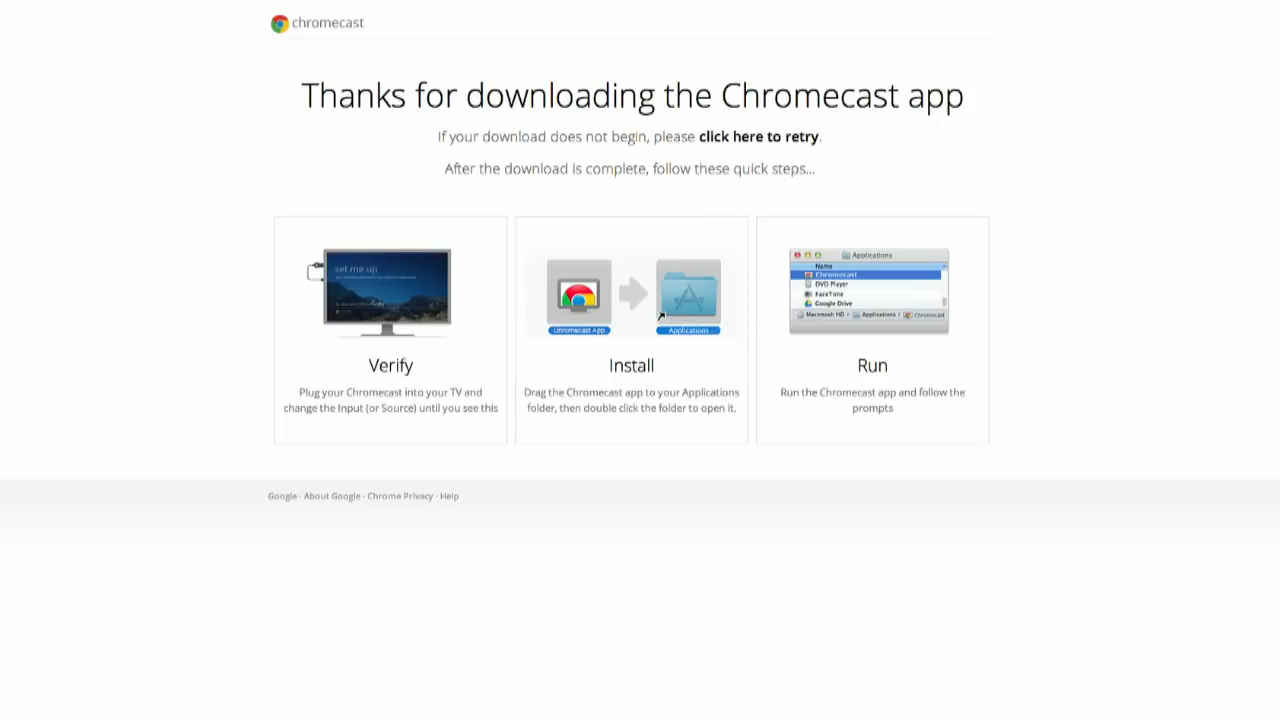 chromecast
Thanks for downloading the Chromecast app
If your download does not begin, please click here to retry.
After the download is complete, follow these quick steps...
set me up
Chromecast App
Applications
Applications
Name
Chromecast
DVD Player
FaceTime
Google Drive
Macintosh HD › Applications › Chromecast
Verify
Plug your Chromecast into your TV and
change the Input (or Source) until you see this
Install
Drag the Chromecast app to your Applications
folder, then double click the folder to open it.
Run
Run the Chromecast app and follow the
prompts
Google · About Google · Chrome Privacy · Help